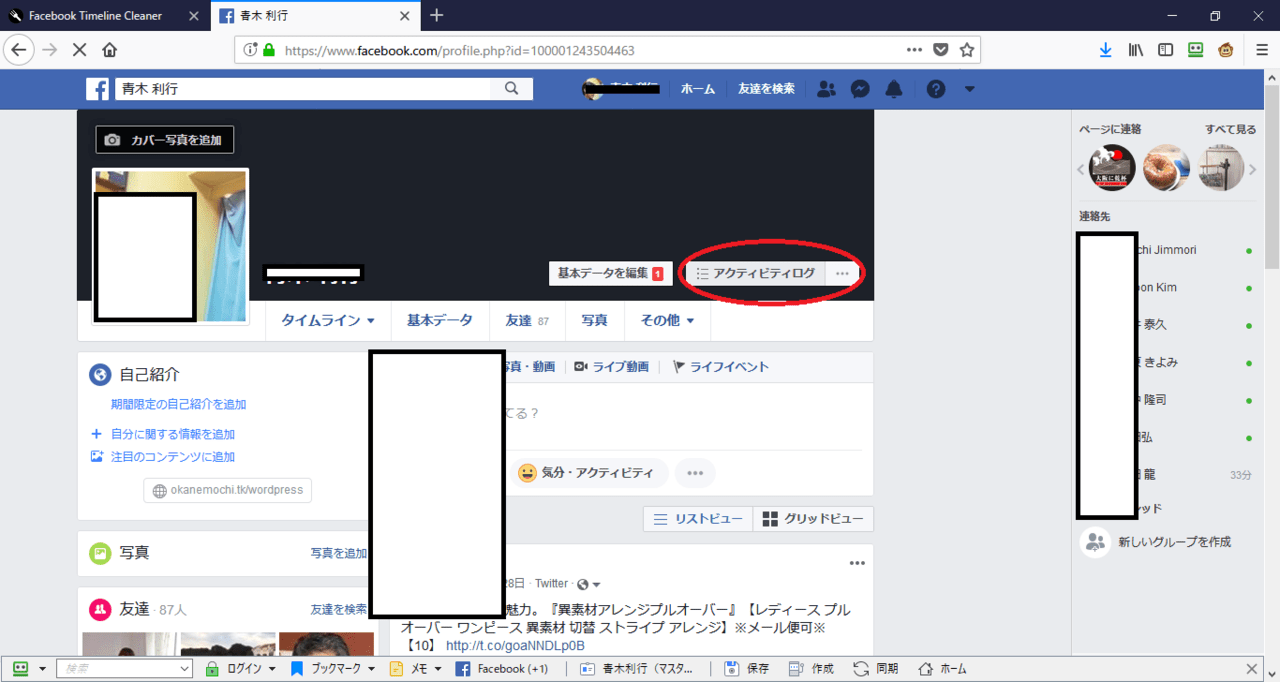 Facebook Timeline Cleaner
青木 利行
https://www.facebook.com/profile.php?id=100001243504463
青木 利行
ホーム
友達を検索
カバー写真を追加
基本データを編集 1
アクティビティログ
タイムライン
基本データ
友達 87
写真
その他
自己紹介
期間限定の自己紹介を追加
自分に関する情報を追加
注目のコンテンツに追加
okanemochi.tk/wordpress
写真
写真を追加
友達 · 87人
友達を検索
真・動画
ライブ動画
ライフイベント
てる?
気分・アクティビティ
リストビュー
グリッドビュー
28日 · Twitter ·
魅力。『異素材アレンジプルオーバー』【レディース プル
オーバー ワンピース 異素材 切替 ストライプ アレンジ】※メール便可※
【10】 http://t.co/goaNNDLp0B
ページに連絡
すべて見る
大阪に乾杯
連絡先
chi Jimmori
on Kim
泰久
きよみ
隆司
弘
龍
33分
ッド
新しいグループを作成
検索
ログイン
ブックマーク
メモ
Facebook (+1)
青木利行（マスタ...
保存
作成
同期
ホーム